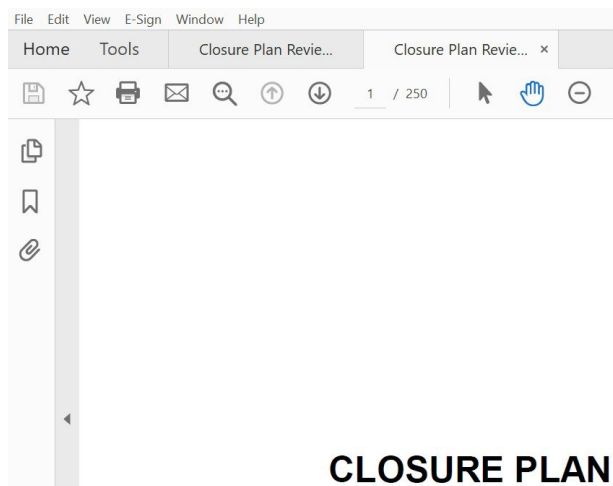 File Edit View E-Sign Window Help
Home Tools Closure Plan Revie... Closure Plan Revie... ×
1 / 250
CLOSURE PLAN